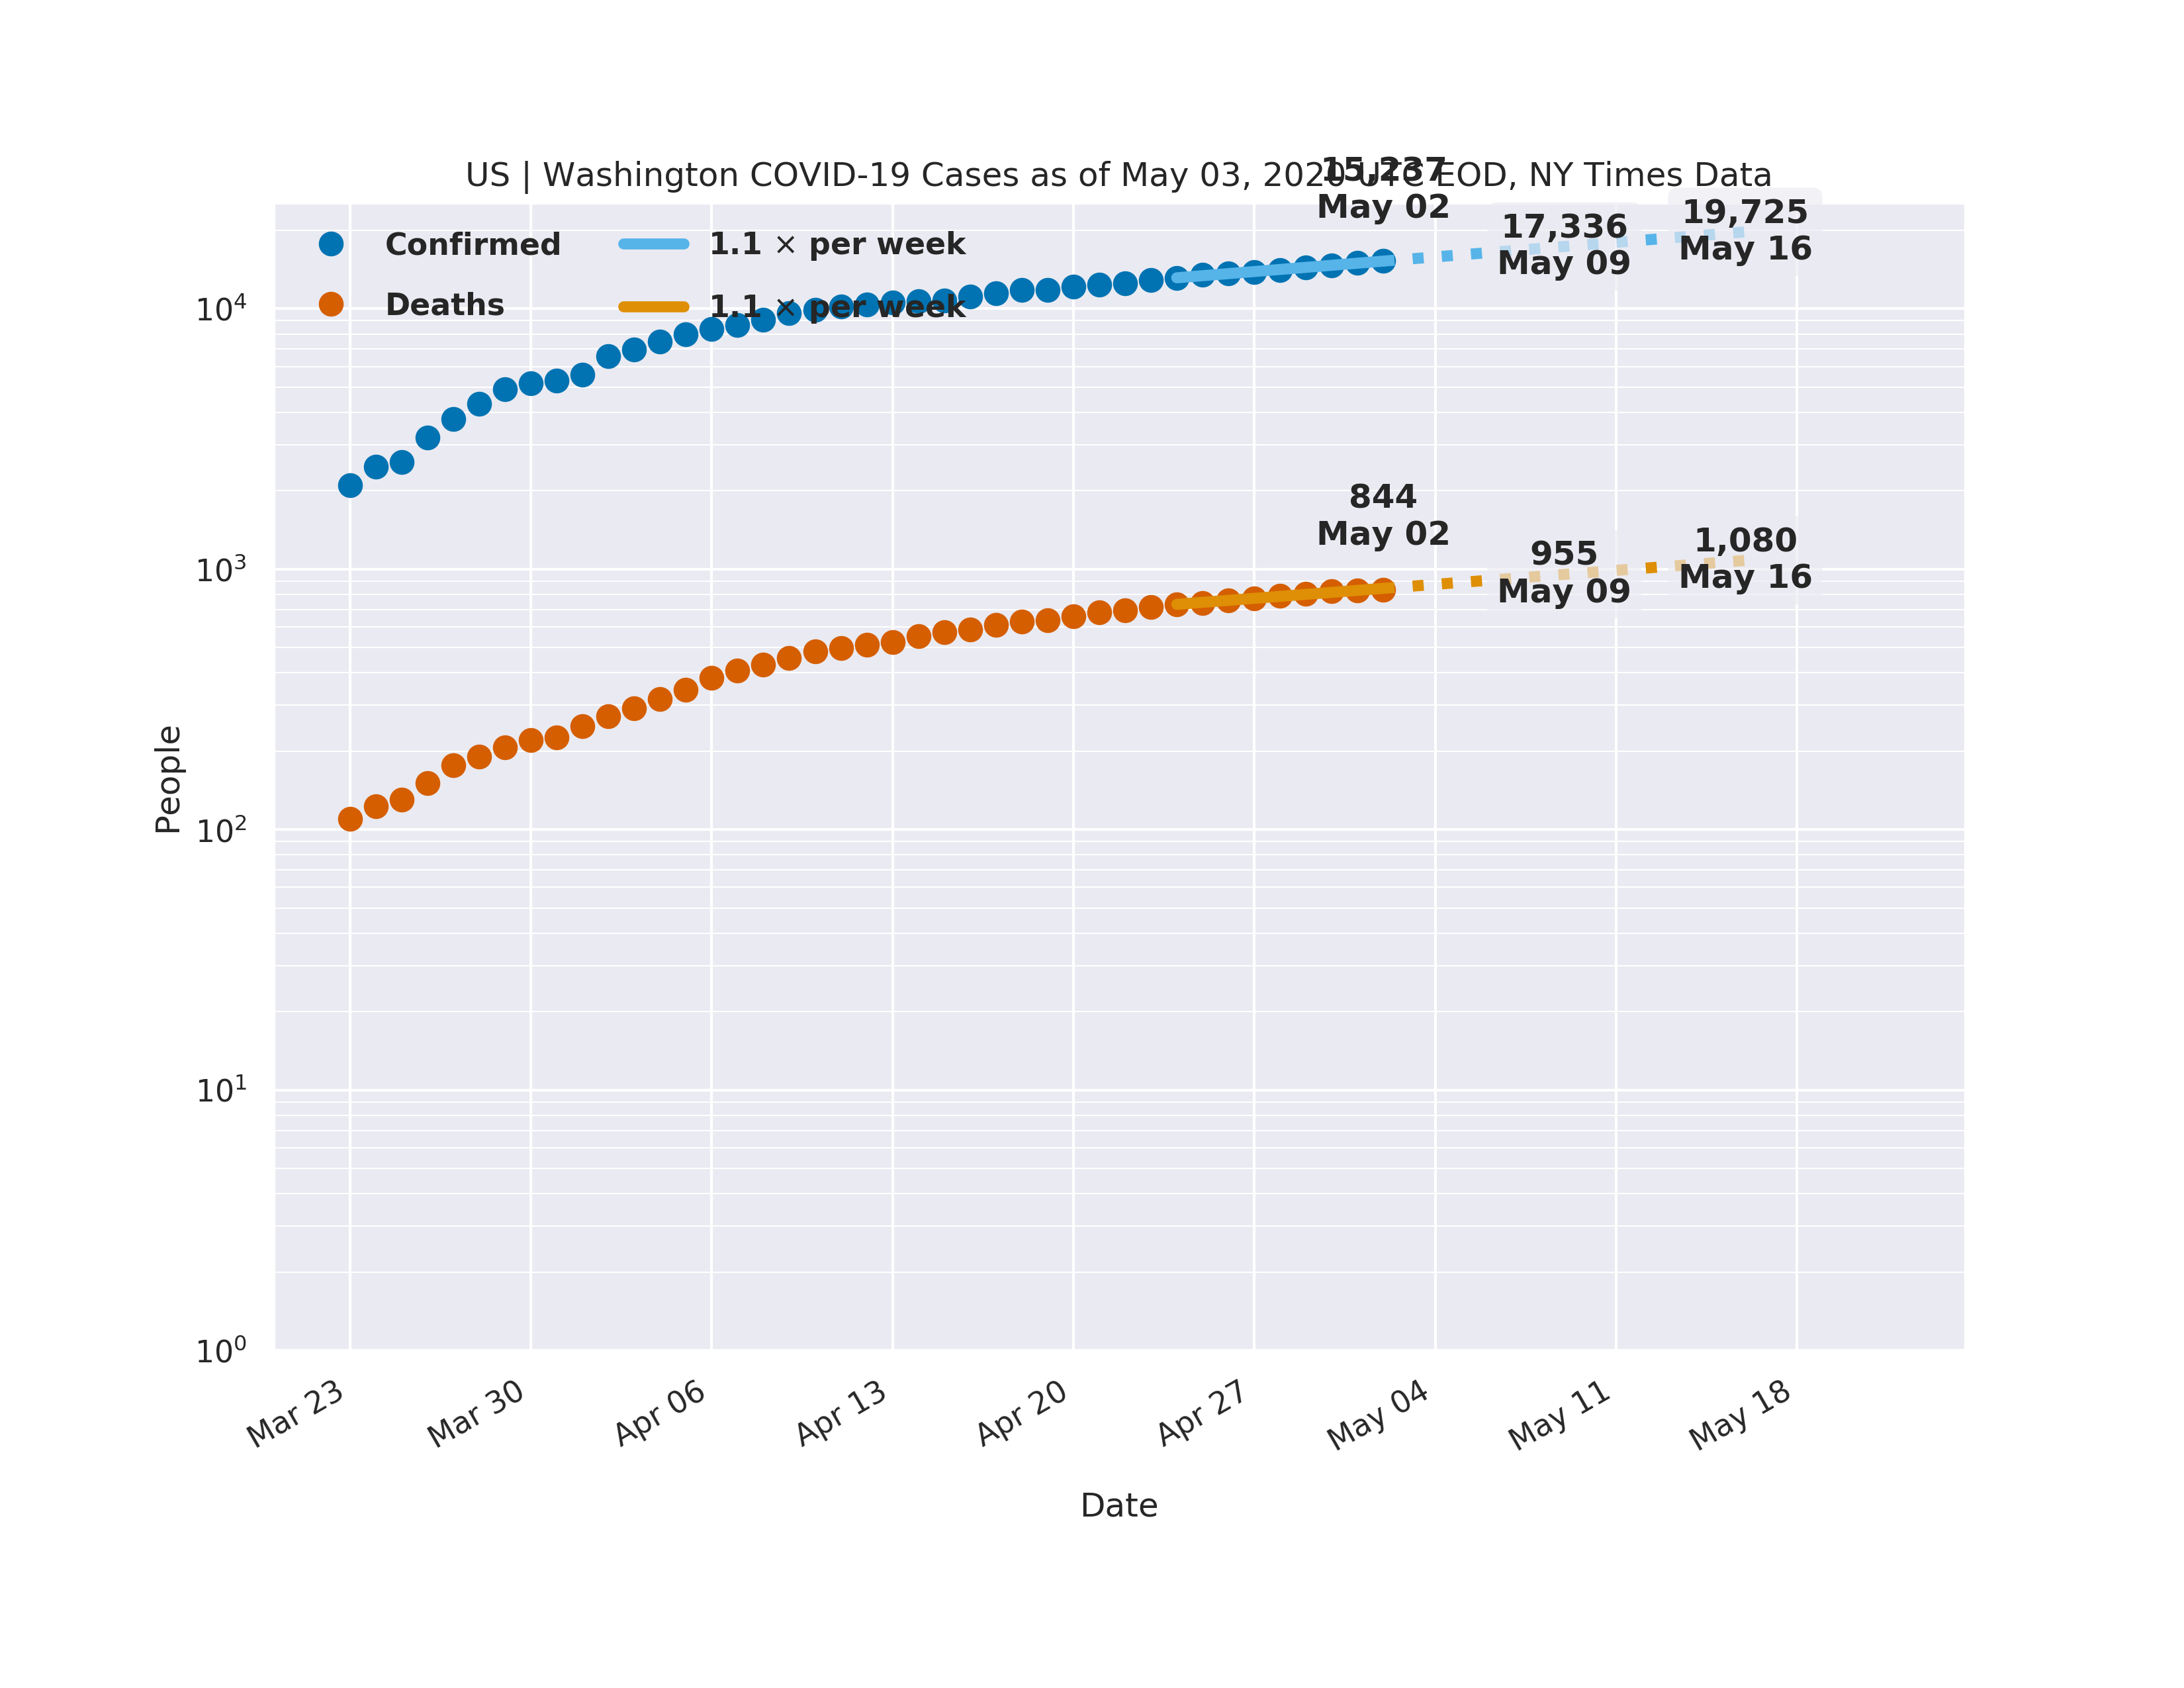 US | Washington COVID-19 Cases as of May 03, 2020 UTC EOD, NY Times Data
15,237
May 02
17,336
May 09
19,725
May 16
Confirmed
Deaths
1.1 × per week
1.1 × per week
844
May 02
955
May 09
1,080
May 16
People
10⁴
10³
10²
10¹
10⁰
Mar 23
Mar 30
Apr 06
Apr 13
Apr 20
Apr 27
May 04
May 11
May 18
Date